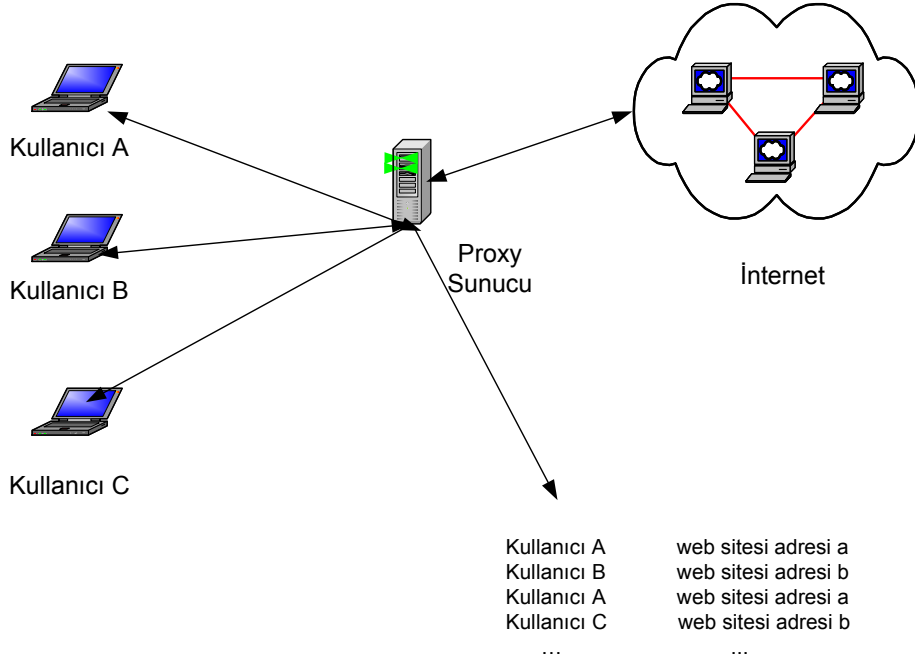 Kullanıcı A
Kullanıcı B
Kullanıcı C
Proxy
Sunucu
İnternet
Kullanıcı A web sitesi adresi a
Kullanıcı B web sitesi adresi b
Kullanıcı A web sitesi adresi a
Kullanıcı C web sitesi adresi b
... ...